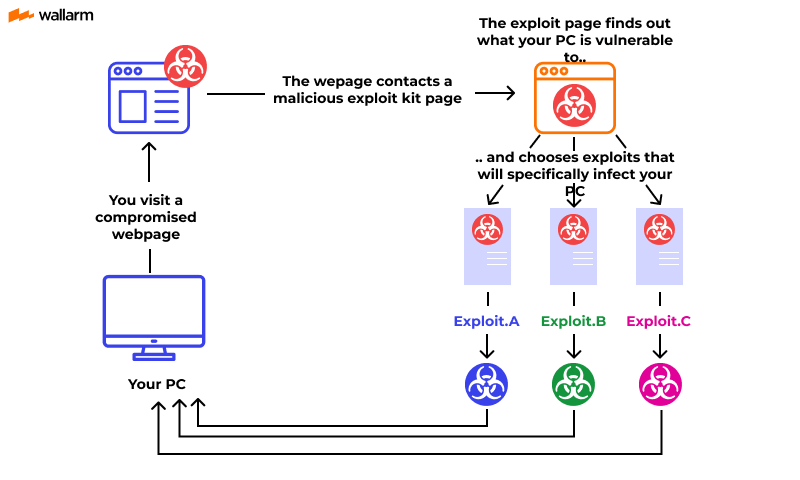 wallarm
The exploit page finds out
what your PC is vulnerable
to..
The wepage contacts a
malicious exploit kit page
.. and chooses exploits that
will specifically infect your
PC
You visit a
compromised
webpage
Exploit.A
Exploit.B
Exploit.C
Your PC